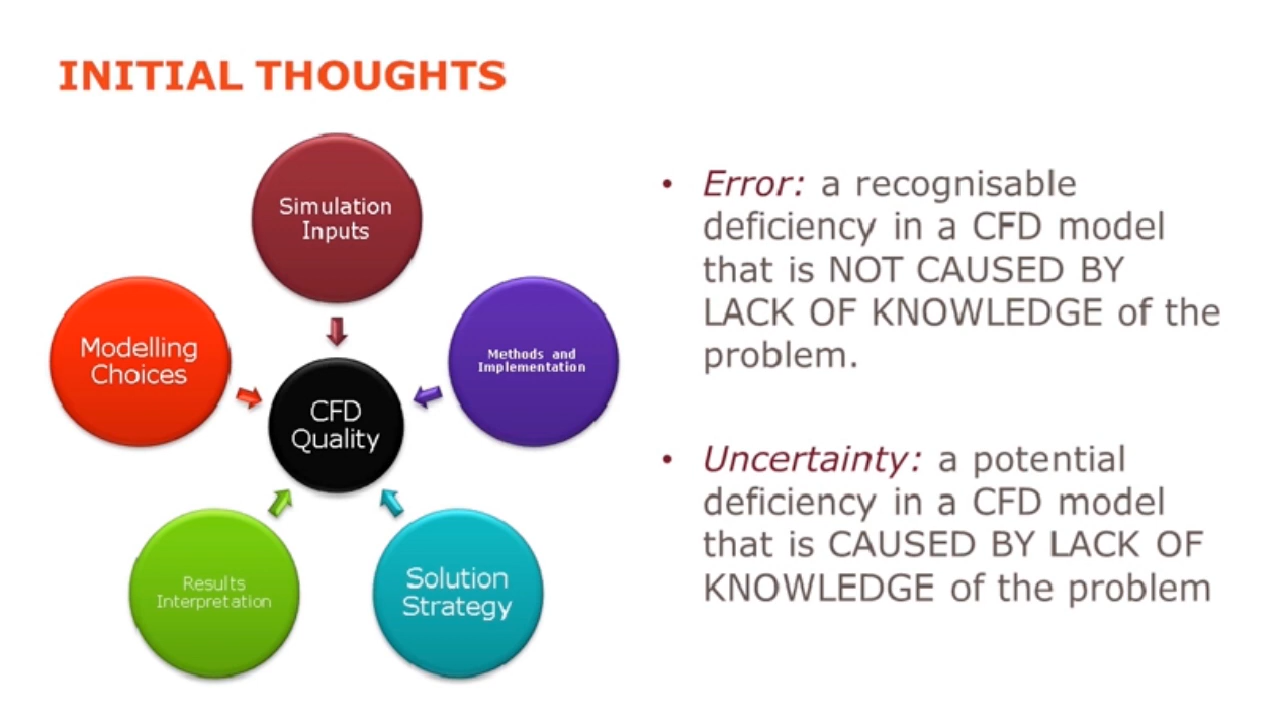 INITIAL THOUGHTS
Simulation
Inputs
Modelling
Choices
Methods and
Implementation
CFD
Quality
Results
Interpretation
Solution
Strategy
• Error: a recognisable
deficiency in a CFD model
that is NOT CAUSED BY
LACK OF KNOWLEDGE of the
problem.
• Uncertainty: a potential
deficiency in a CFD model
that is CAUSED BY LACK OF
KNOWLEDGE of the problem